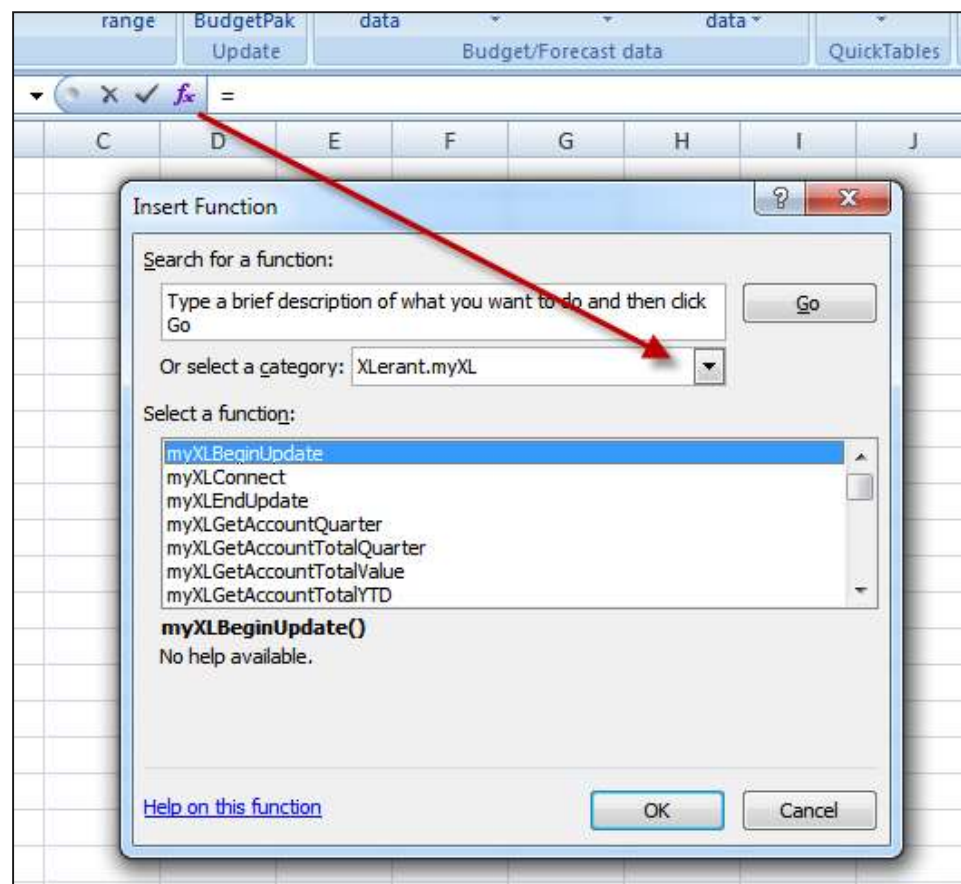 range BudgetPak data data
Update Budget/Forecast data QuickTables
fx =
C D E F G H I J
Insert Function ? X
Search for a function:
Type a brief description of what you want to do and then click Go
Go
Or select a category: XLerant.myXL
Select a function:
myXLBeginUpdate
myXLConnect
myXLEndUpdate
myXLGetAccountQuarter
myXLGetAccountTotalQuarter
myXLGetAccountTotalValue
myXLGetAccountTotalYTD
myXLBeginUpdate()
No help available.
Help on this function OK Cancel